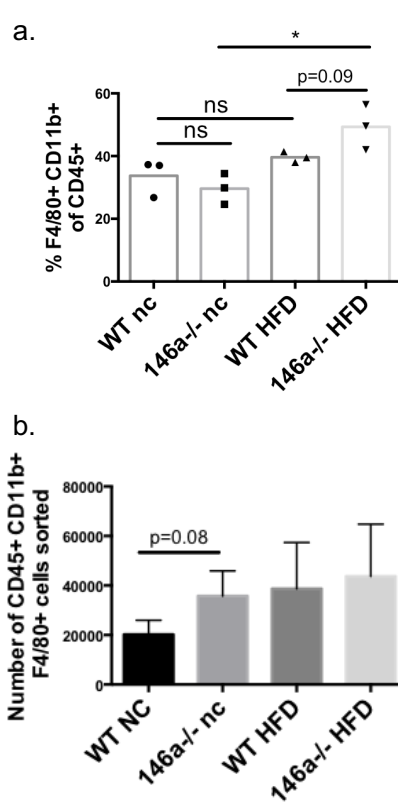 a.
*
p=0.09
ns
ns
% F4/80+ CD11b+
of CD45+
60
40
20
0
WT nc
146a-/- nc
WT HFD
146a-/- HFD
b.
Number of CD45+ CD11b+
F4/80+ cells sorted
80000
60000
40000
20000
0
p=0.08
WT NC
146a-/- nc
WT HFD
146a-/- HFD